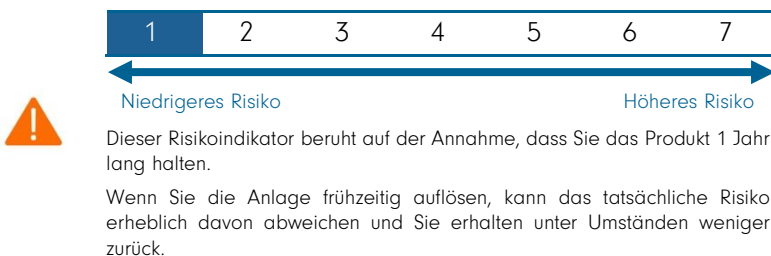 1 2 3 4 5 6 7
Niedrigeres Risiko Höheres Risiko
Dieser Risikoindikator beruht auf der Annahme, dass Sie das Produkt 1 Jahr
lang halten.
Wenn Sie die Anlage frühzeitig auflösen, kann das tatsächliche Risiko
erheblich davon abweichen und Sie erhalten unter Umständen weniger
zurück.